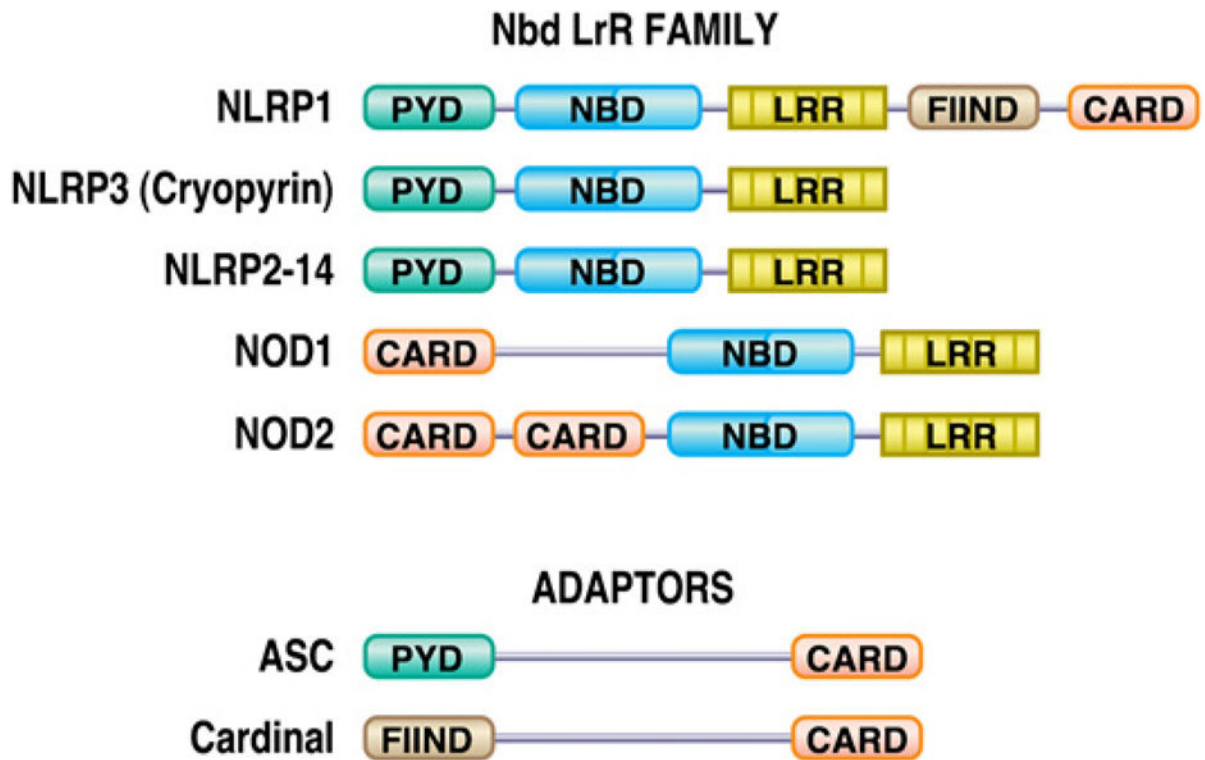 Nbd LrR FAMILY
NLRP1 PYD NBD LRR FIIND CARD
NLRP3 (Cryopyrin) PYD NBD LRR
NLRP2-14 PYD NBD LRR
NOD1 CARD NBD LRR
NOD2 CARD CARD NBD LRR
ADAPTORS
ASC PYD CARD
Cardinal FIIND CARD